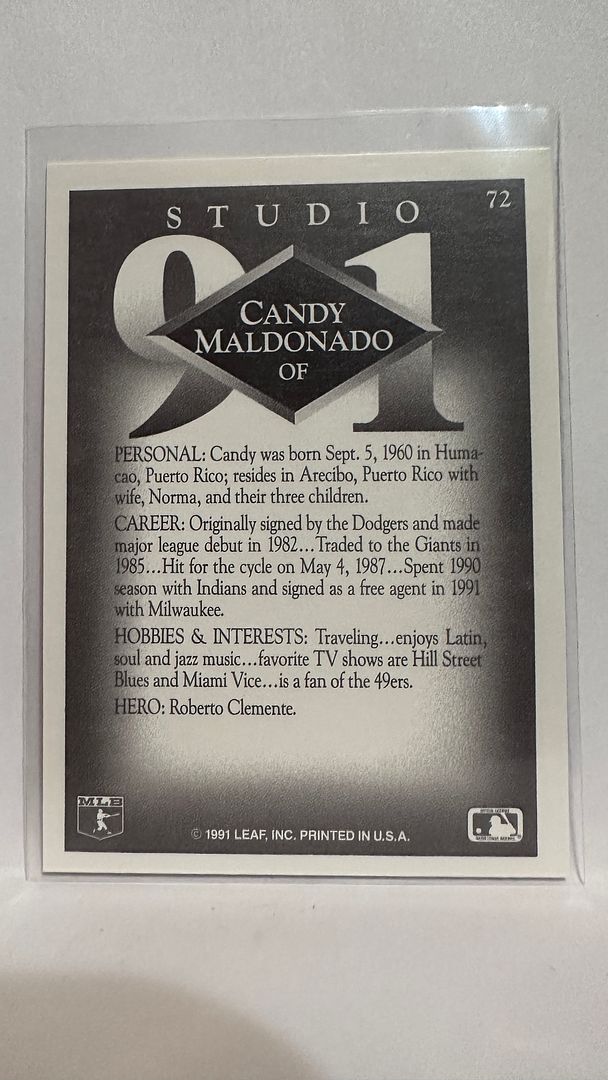 72
STUDIO
91
CANDY
MALDONADO
OF
PERSONAL: Candy was born Sept. 5, 1960 in Huma-
cao, Puerto Rico; resides in Arecibo, Puerto Rico with
wife, Norma, and their three children.
CAREER: Originally signed by the Dodgers and made
major league debut in 1982...Traded to the Giants in
1985...Hit for the cycle on May 4, 1987...Spent 1990
season with Indians and signed as a free agent in 1991
with Milwaukee.
HOBBIES & INTERESTS: Traveling...enjoys Latin,
soul and jazz music...favorite TV shows are Hill Street
Blues and Miami Vice...is a fan of the 49ers.
HERO: Roberto Clemente.
MLB
© 1991 LEAF, INC. PRINTED IN U.S.A.